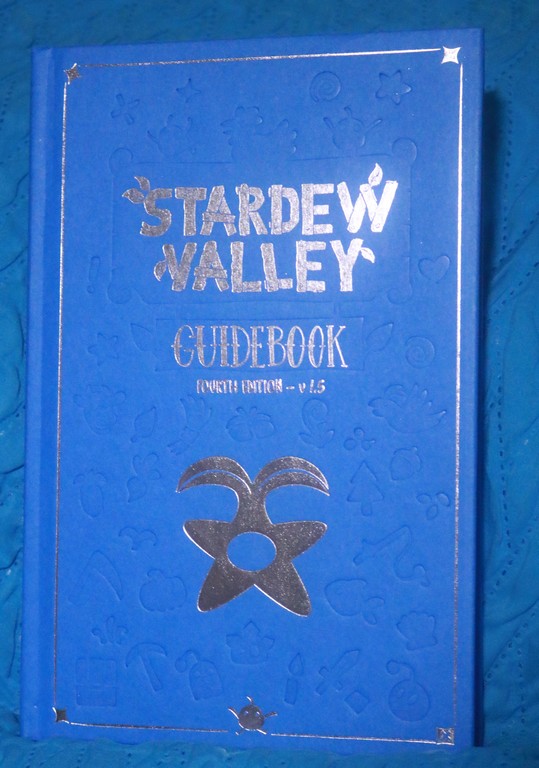 STARDEW
VALLEY
GUIDEBOOK
FOURTH EDITION – v 1.5